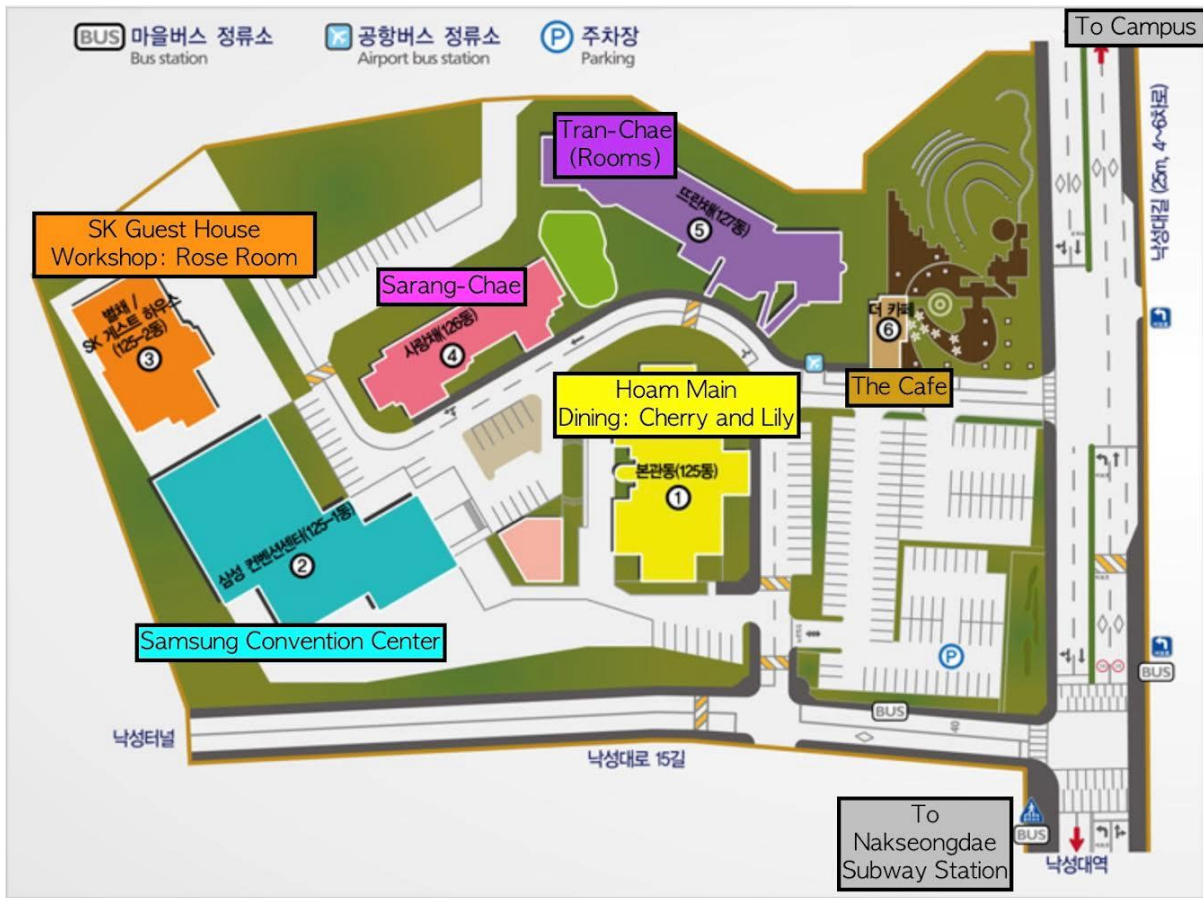 BUS 마을버스 정류소
Bus station
공항버스 정류소
Airport bus station
P 주차장
Parking
To Campus
낙성대길 (25m, 4~6차로)
Tran-Chae
(Rooms)
뜨란채(127동)
5
SK Guest House
Workshop: Rose Room
별채 /
SK 게스트 하우스
(125-2동)
3
Sarang-Chae
사랑채(126동)
4
더 카페
6
The Cafe
Hoam Main
Dining: Cherry and Lily
본관동(125동)
1
삼성 컨벤션센터(125-1동)
2
Samsung Convention Center
P
BUS
BUS
40
낙성터널
낙성대로 15길
To
Nakseongdae
Subway Station
BUS
낙성대역